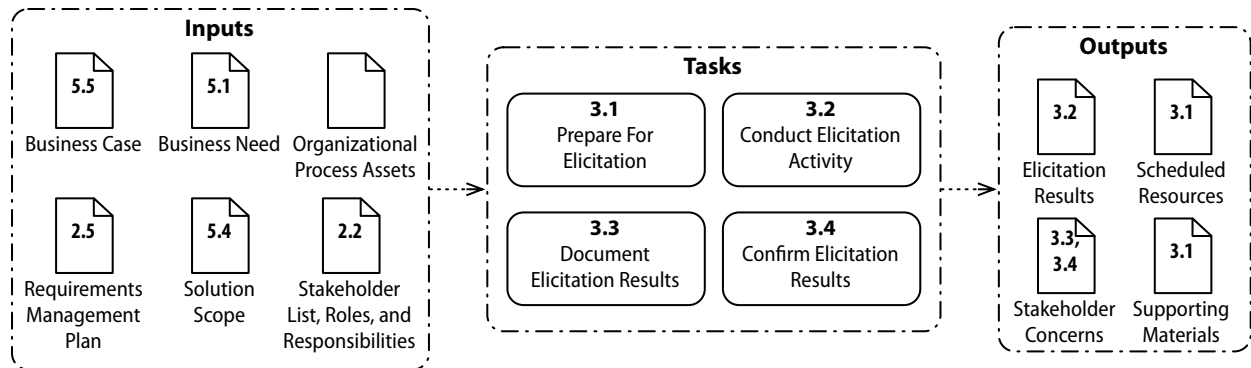 Inputs
5.5
Business Case
5.1
Business Need
Organizational
Process Assets
2.5
Requirements
Management
Plan
5.4
Solution
Scope
2.2
Stakeholder
List, Roles, and
Responsibilities
Tasks
3.1
Prepare For
Elicitation
3.2
Conduct Elicitation
Activity
3.3
Document
Elicitation Results
3.4
Confirm Elicitation
Results
Outputs
3.2
Elicitation
Results
3.1
Scheduled
Resources
3.3,
3.4
Stakeholder
Concerns
3.1
Supporting
Materials